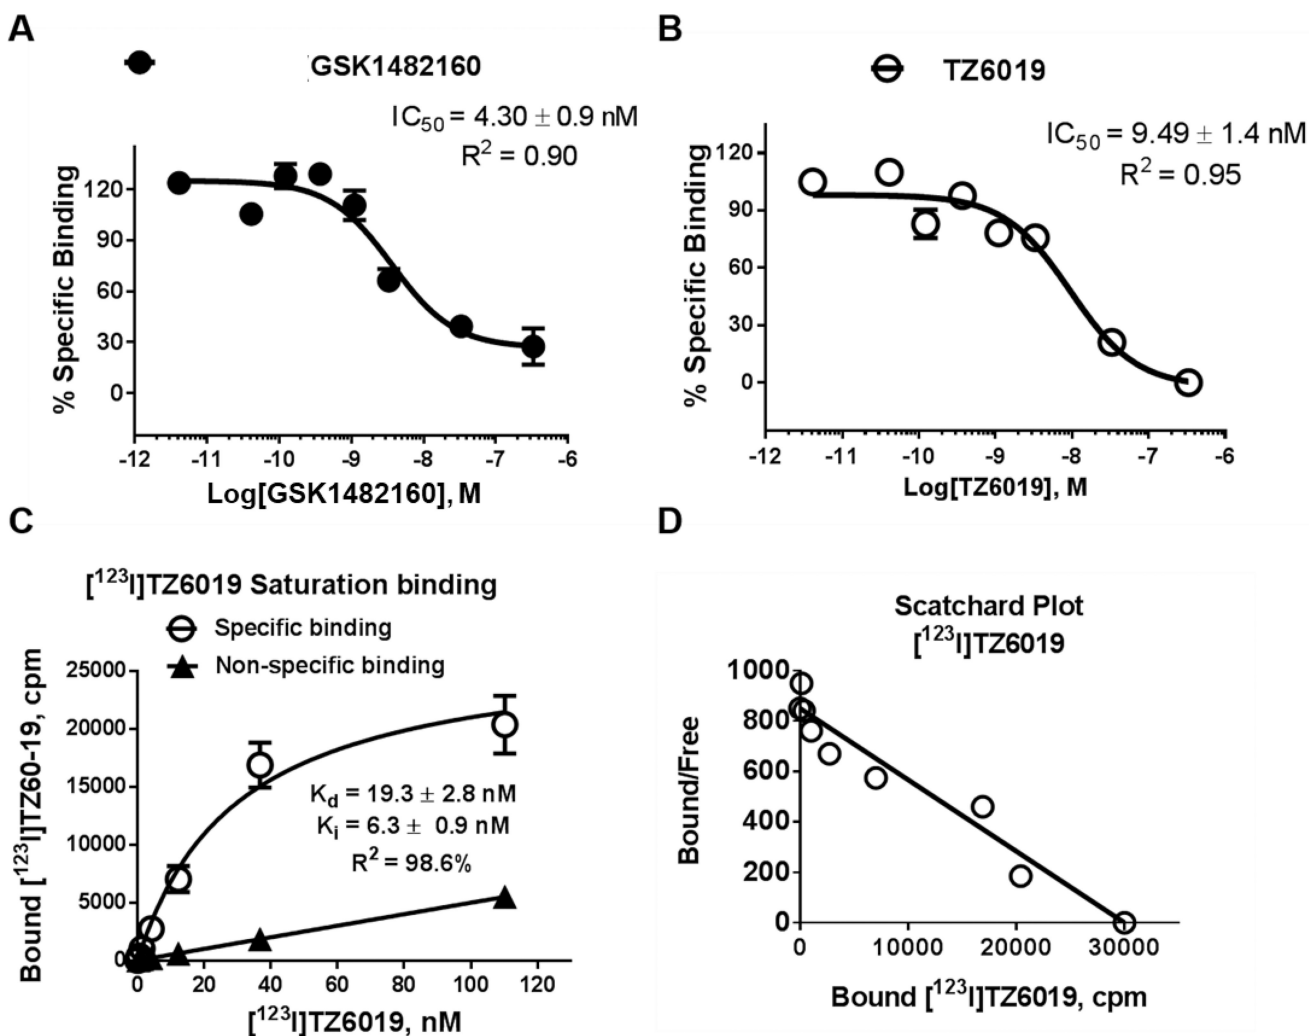 A
GSK1482160
IC50 = 4.30 ± 0.9 nM
R² = 0.90
% Specific Binding
120
90
60
30
0
-12 -11 -10 -9 -8 -7 -6
Log[GSK1482160], M
B
TZ6019
IC50 = 9.49 ± 1.4 nM
R² = 0.95
% Specific Binding
120
90
60
30
0
-12 -11 -10 -9 -8 -7 -6
Log[TZ6019], M
C
[¹²³I]TZ6019 Saturation binding
Specific binding
Non-specific binding
Bound [¹²³I]TZ60-19, cpm
25000
20000
15000
10000
5000
0
Kd = 19.3 ± 2.8 nM
Ki = 6.3 ± 0.9 nM
R² = 98.6%
0 20 40 60 80 100 120
[¹²³I]TZ6019, nM
D
Scatchard Plot
[¹²³I]TZ6019
Bound/Free
1000
800
600
400
200
0
0 10000 20000 30000
Bound [¹²³I]TZ6019, cpm